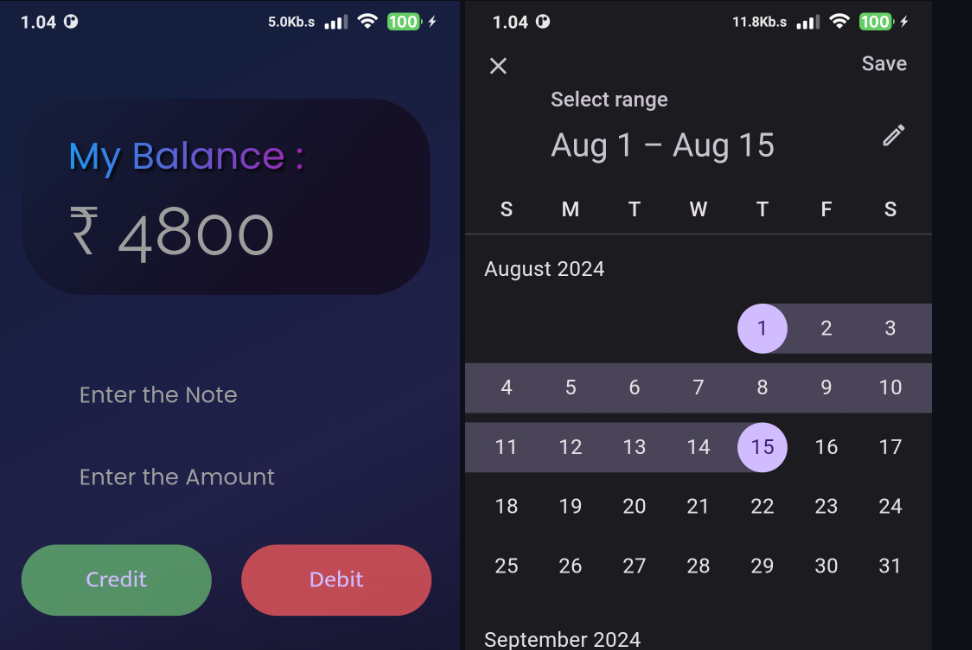 1.04
5.0Kb.s
100
My Balance :
₹ 4800
Enter the Note
Enter the Amount
Credit
Debit
1.04
11.8Kb.s
100
Save
Select range
Aug 1 – Aug 15
S M T W T F S
August 2024
1 2 3
4 5 6 7 8 9 10
11 12 13 14 15 16 17
18 19 20 21 22 23 24
25 26 27 28 29 30 31
September 2024